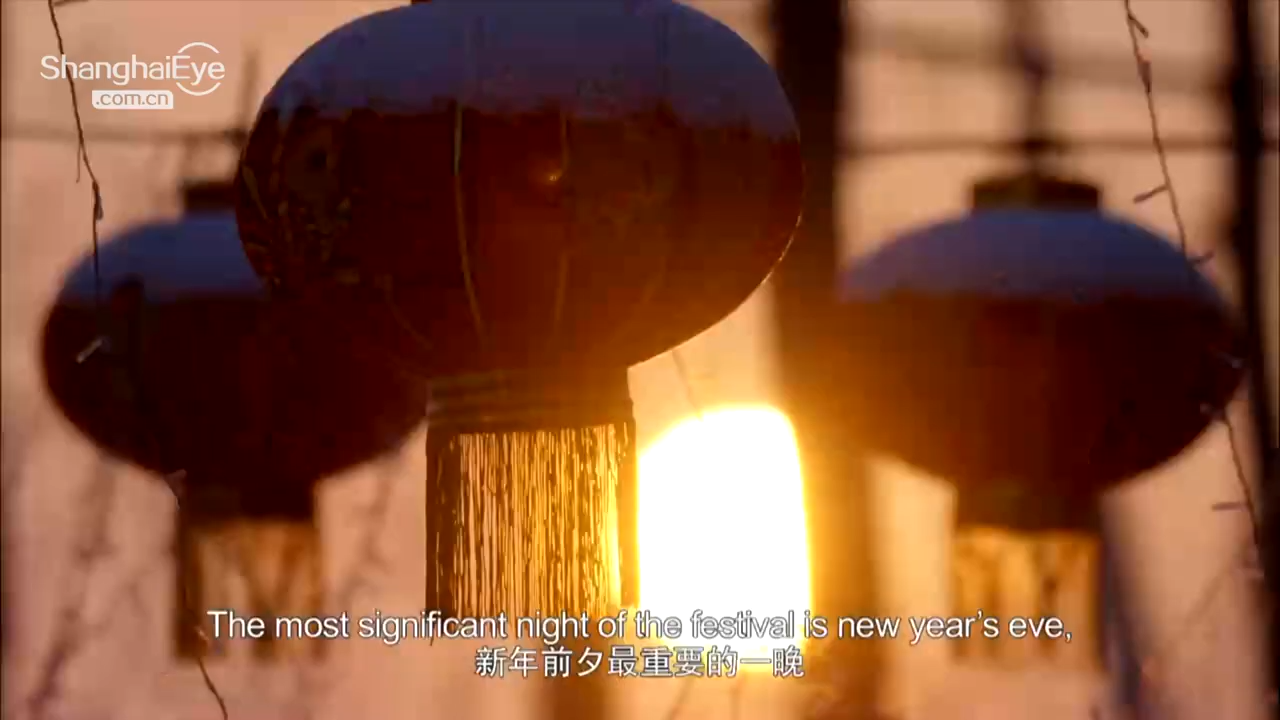 ShanghaiEye
.com.cn
The most significant night of the festival is new year's eve,
新年前夕最重要的一晚